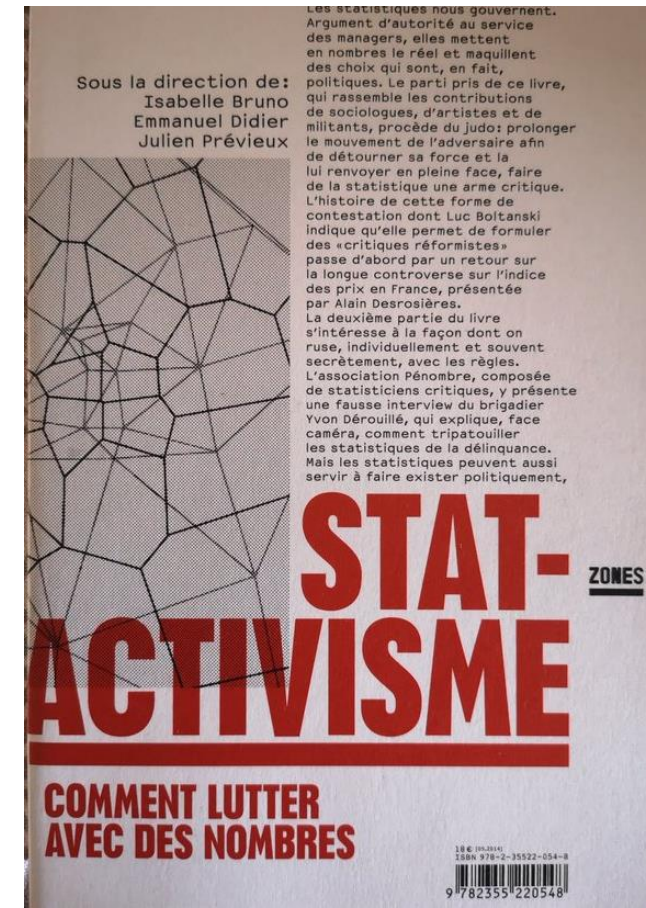 Les statistiques nous gouvernent.
Argument d'autorité au service
des managers, elles mettent
en nombres le réel et maquillent
des choix qui sont, en fait,
politiques. Le parti pris de ce livre,
qui rassemble les contributions
de sociologues, d'artistes et de
militants, procède du judo: prolonger
le mouvement de l'adversaire afin
de détourner sa force et la
lui renvoyer en pleine face, faire
de la statistique une arme critique.
L'histoire de cette forme de
contestation dont Luc Boltanski
indique qu'elle permet de formuler
des «critiques réformistes»
passe d'abord par un retour sur
la longue controverse sur l'indice
des prix en France, présentée
par Alain Desrosières.
La deuxième partie du livre
s'intéresse à la façon dont on
ruse, individuellement et souvent
secrètement, avec les règles.
L'association Pénombre, composée
de statisticiens critiques, y présente
une fausse interview du brigadier
Yvon Dérouillé, qui explique, face
caméra, comment tripatouiller
les statistiques de la délinquance.
Mais les statistiques peuvent aussi
servir à faire exister politiquement,
Sous la direction de:
Isabelle Bruno
Emmanuel Didier
Julien Prévieux
STAT-
ACTIVISME
ZONES
COMMENT LUTTER
AVEC DES NOMBRES
18 € [05.2014]
ISBN 978-2-35522-054-8
9 782355 220548